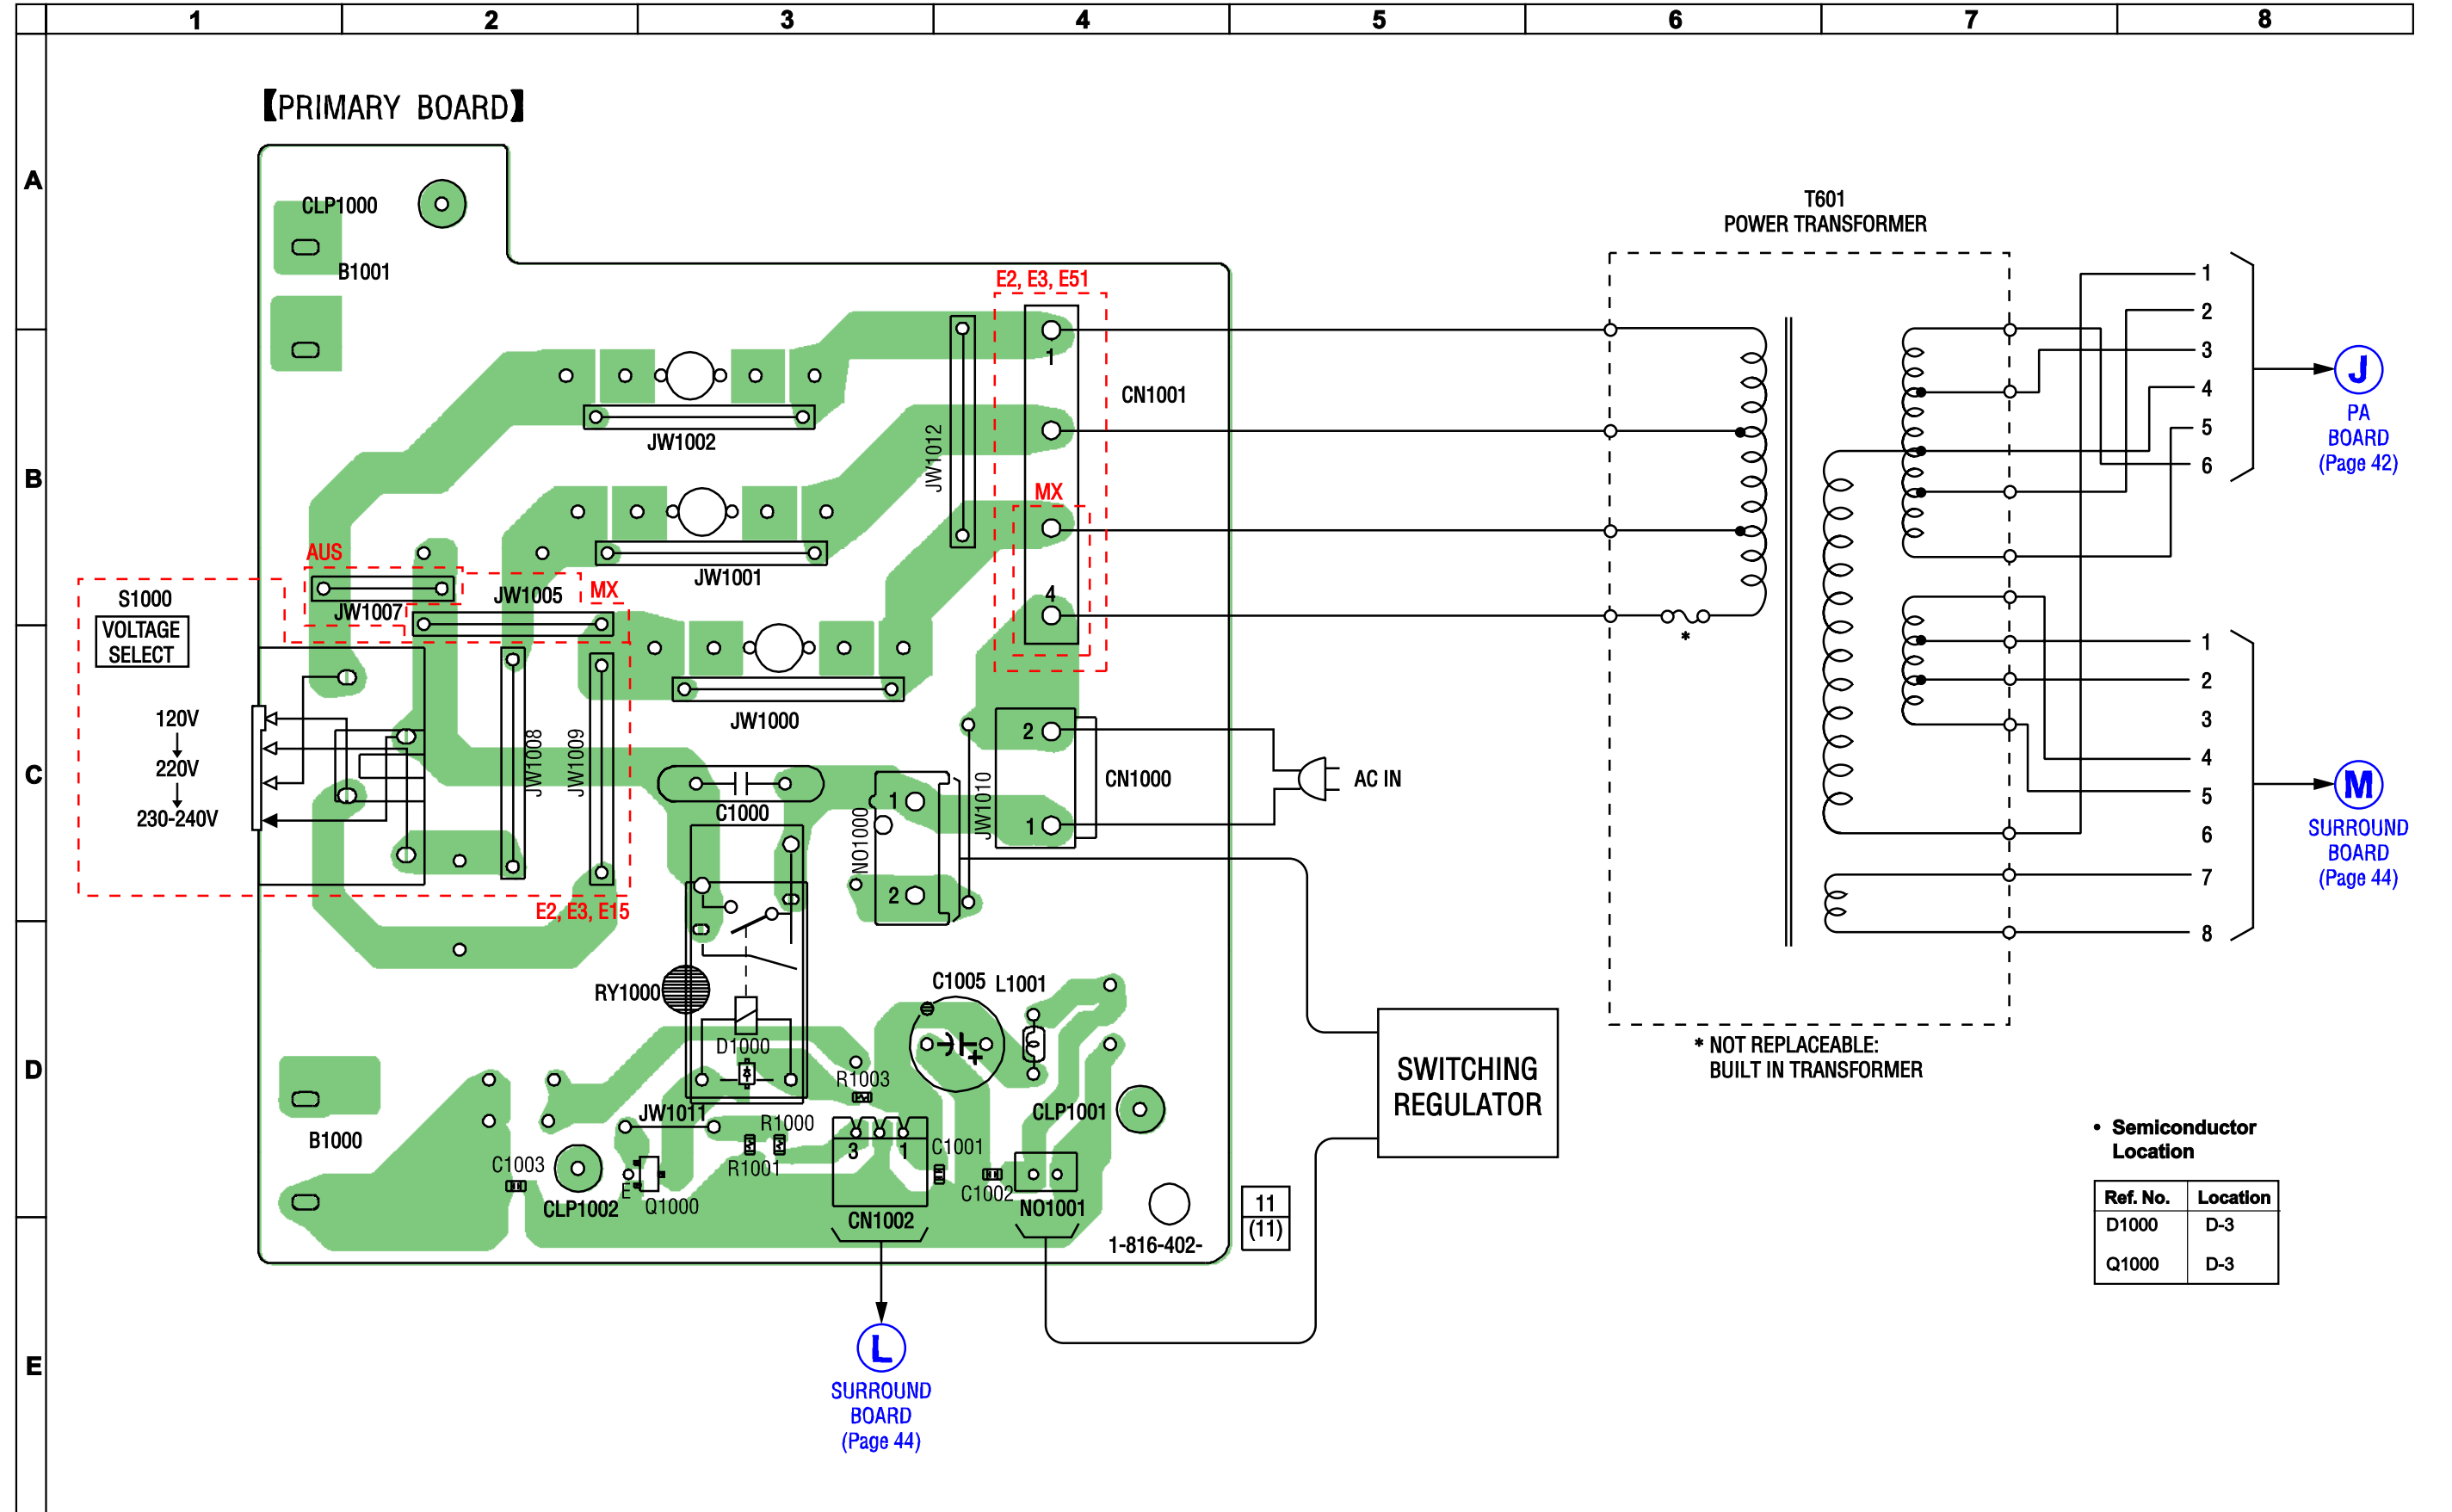 1 2 3 4 5 6 7 8
A
B
C
D
E
【PRIMARY BOARD】
CLP1000
B1001
E2, E3, E51
1
CN1001
JW1002
JW1012
MX
JW1001
4
AUS
JW1007
JW1005
MX
S1000
VOLTAGE
SELECT
120V
220V
230-240V
JW1008
JW1009
JW1000
E2, E3, E15
C1000
NO1000
1
2
JW1010
2
1
CN1000
AC IN
RY1000
D1000
C1005
L1001
R1003
JW1011
R1000
R1001
CLP1001
B1000
C1003
CLP1002
E
Q1000
3 1
C1001
C1002
CN1002
NO1001
1-816-402-
11
(11)
L
SURROUND
BOARD
(Page 44)
SWITCHING
REGULATOR
T601
POWER TRANSFORMER
*
* NOT REPLACEABLE:
BUILT IN TRANSFORMER
1
2
3
4
5
6
J
PA
BOARD
(Page 42)
1
2
3
4
5
6
7
8
M
SURROUND
BOARD
(Page 44)
• Semiconductor
Location
Ref. No. Location
D1000 D-3
Q1000 D-3